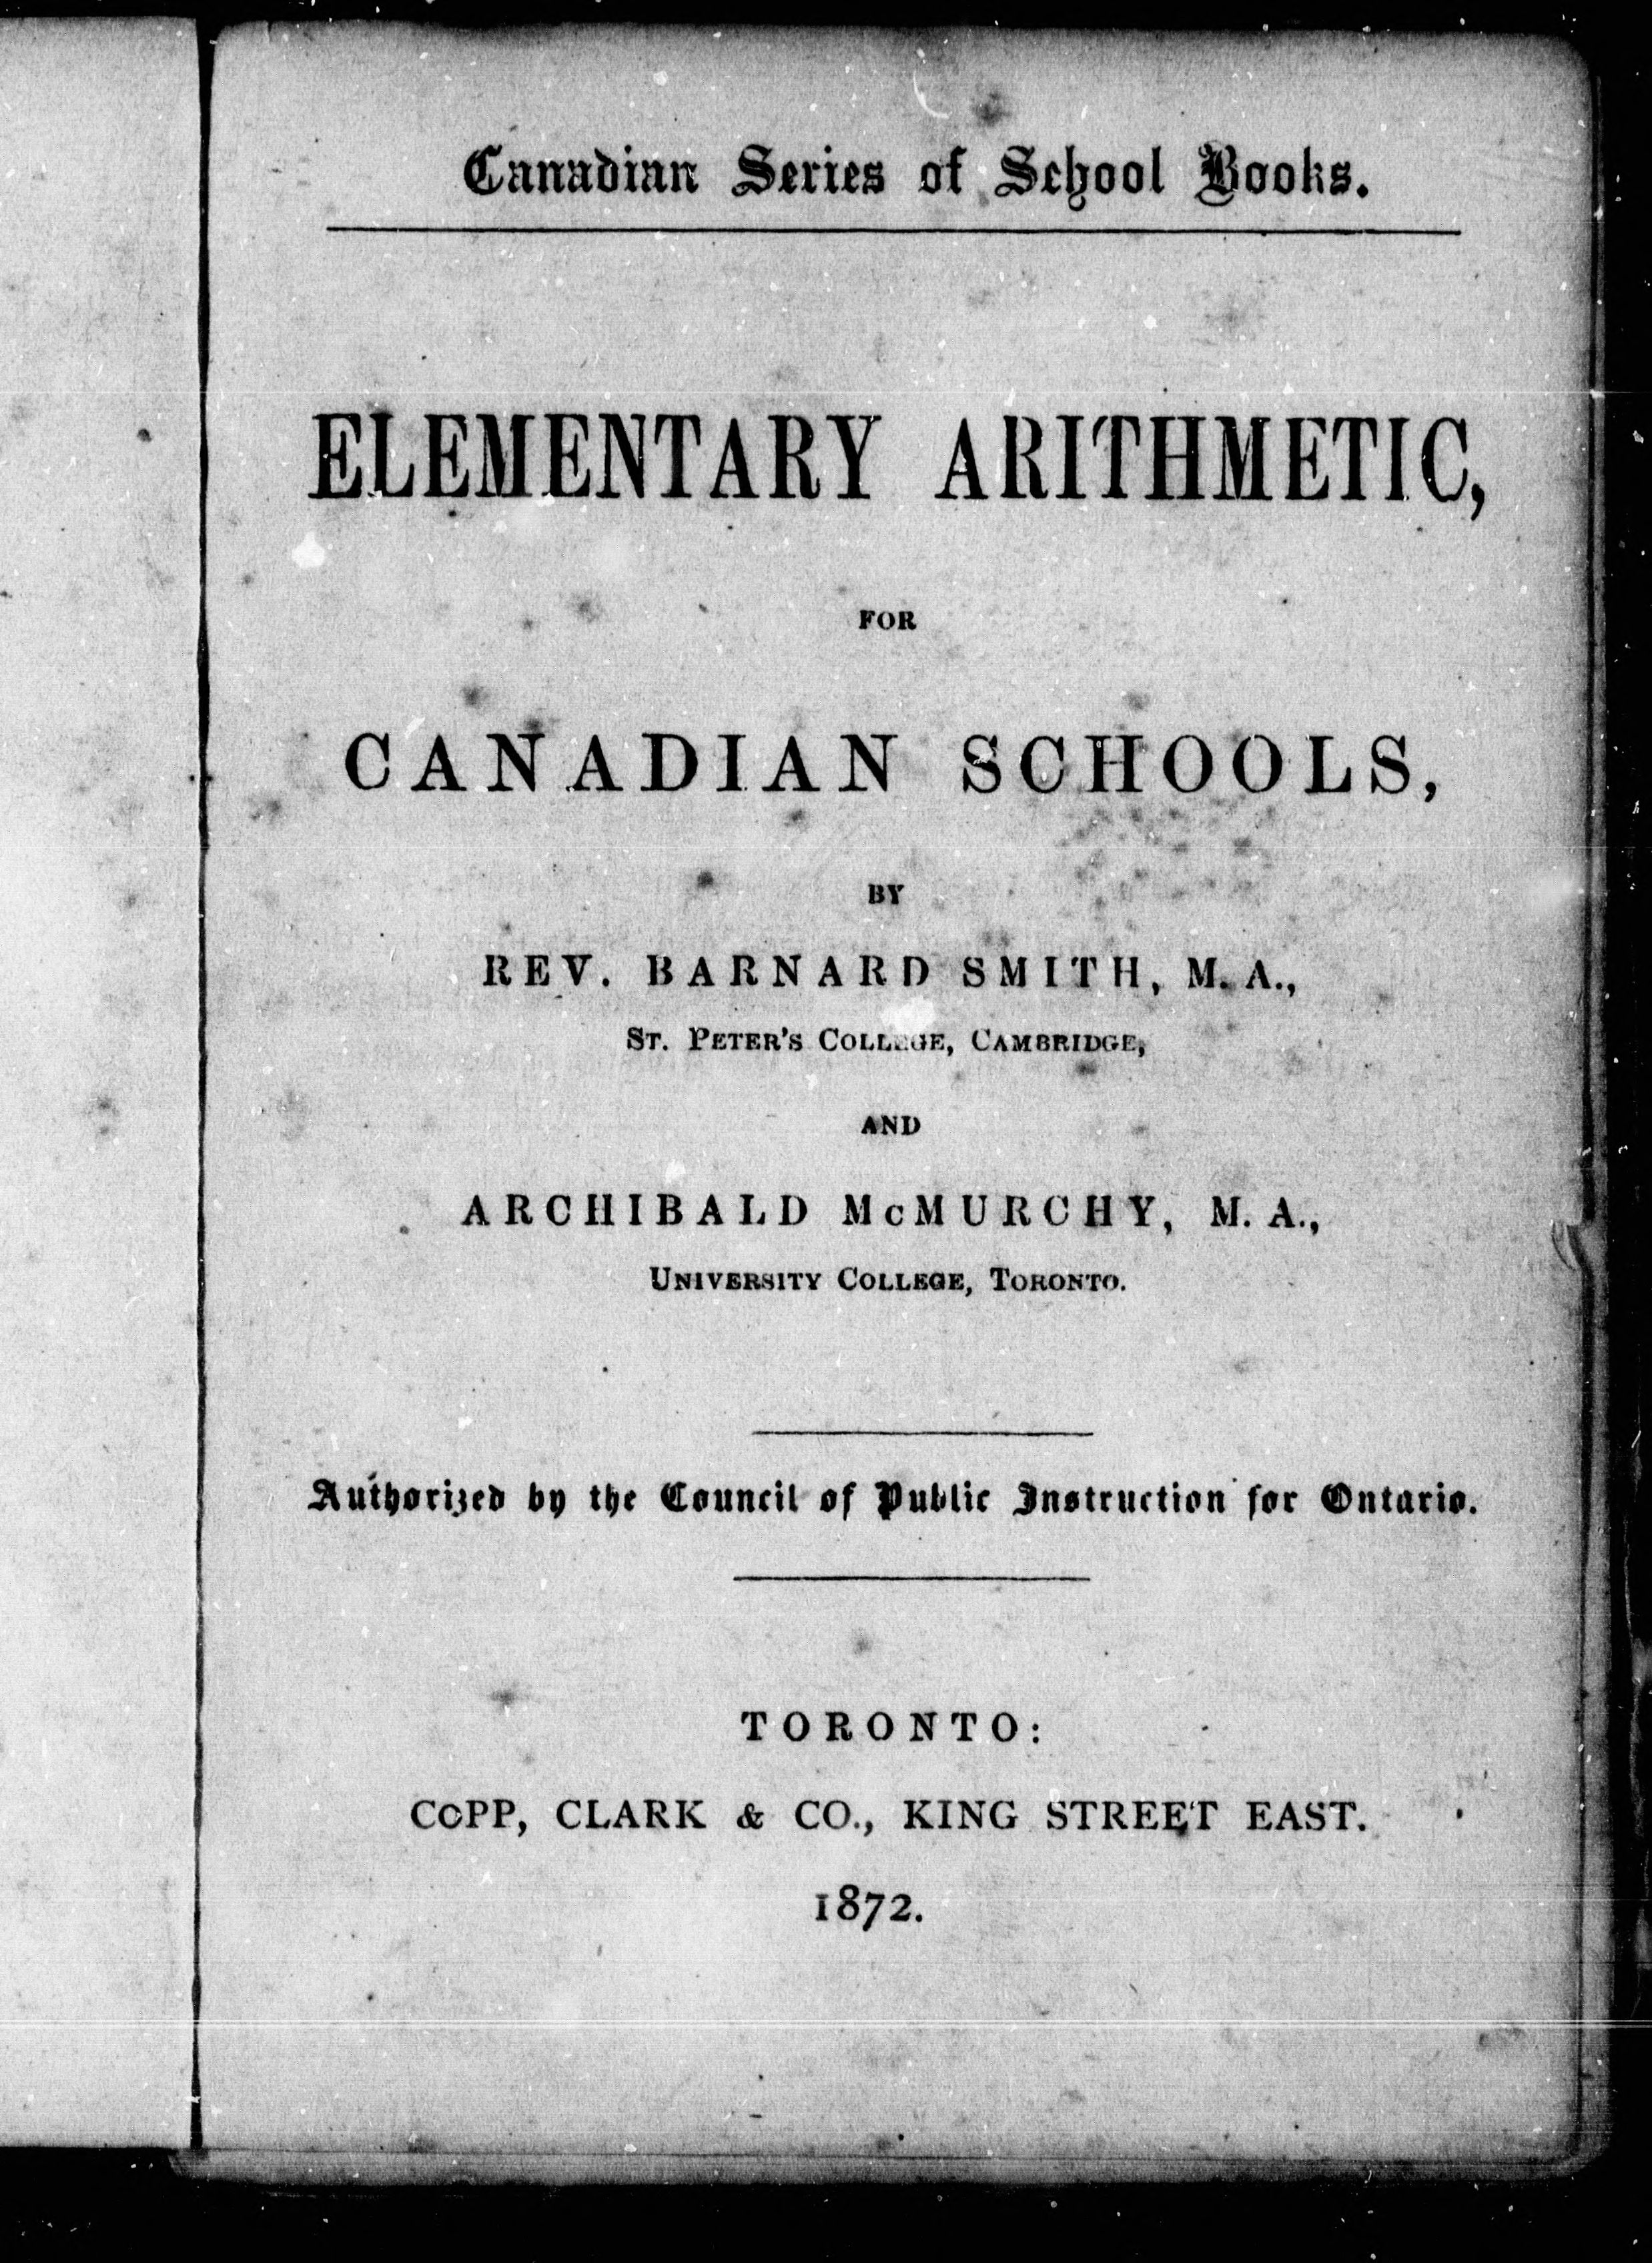 Canadian Series of School Books.
ELEMENTARY ARITHMETIC,
FOR
CANADIAN SCHOOLS,
BY
REV. BARNARD SMITH, M. A.,
ST. PETER'S COLLEGE, CAMBRIDGE,
AND
ARCHIBALD McMURCHY, M. A.,
UNIVERSITY COLLEGE, TORONTO.
Authorized by the Council of Public Instruction for Ontario.
TORONTO:
COPP, CLARK & CO., KING STREET EAST.
1872.